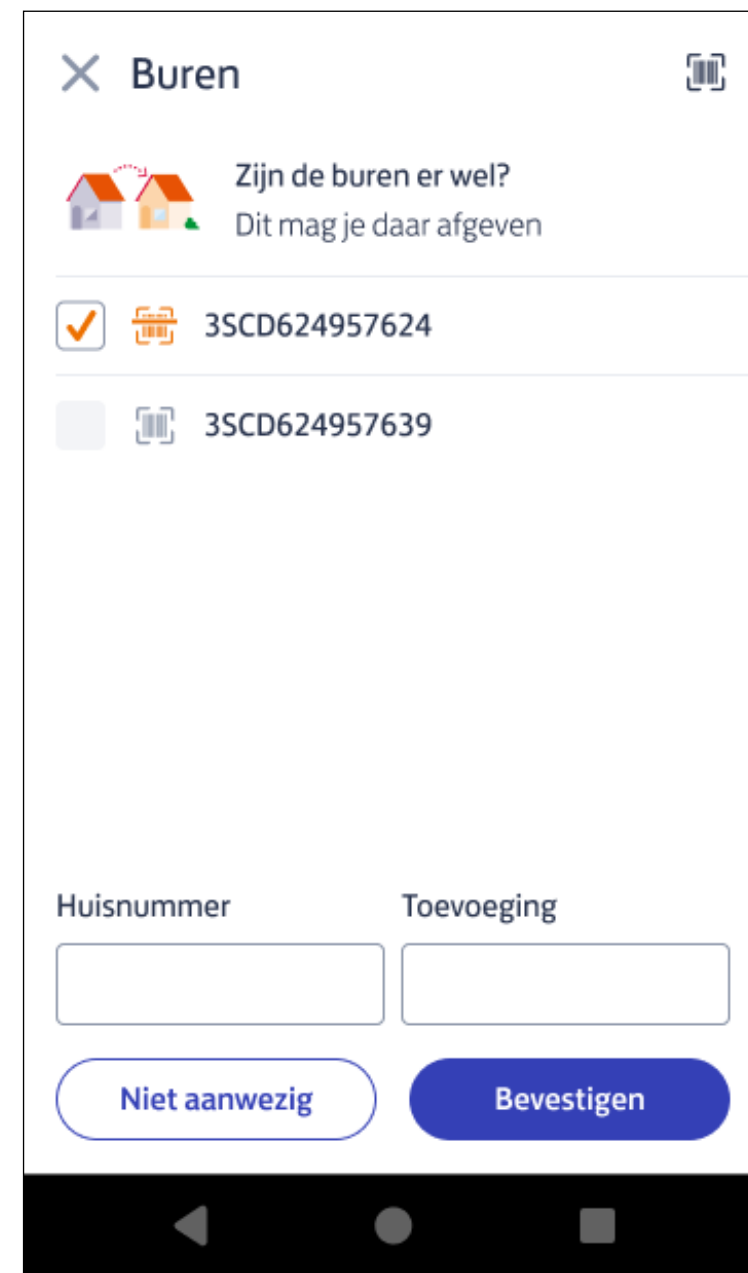 Buren
Zijn de buren er wel?
Dit mag je daar afgeven
3SCD624957624
3SCD624957639
Huisnummer Toevoeging
Niet aanwezig Bevestigen